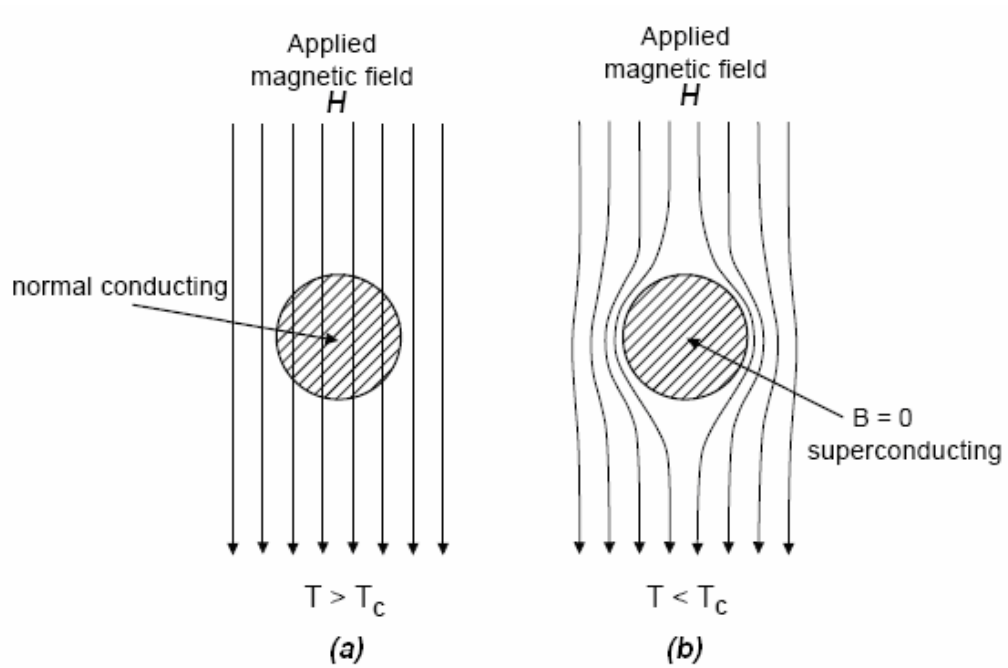 Applied
magnetic field
H
normal conducting
T > Tc
(a)
Applied
magnetic field
H
B = 0
superconducting
T < Tc
(b)